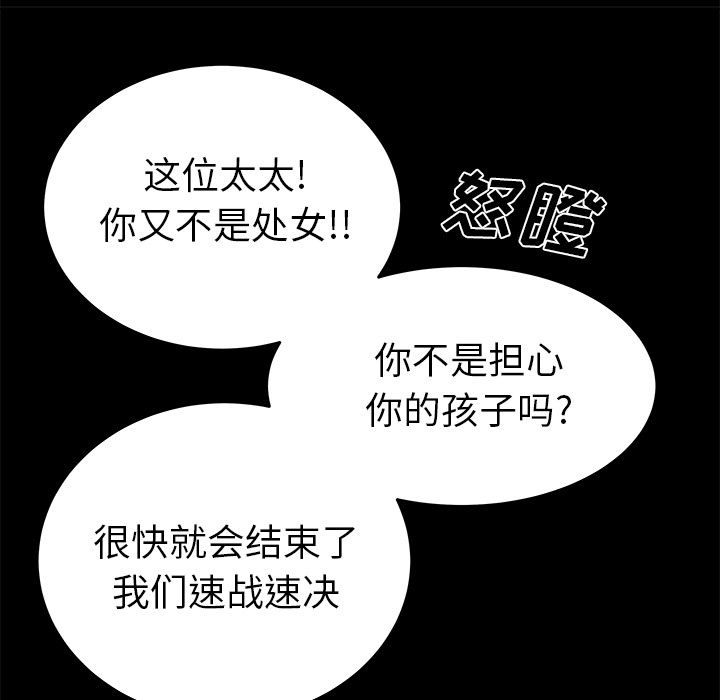 这位太太!
你又不是处女!!
怒瞪
你不是担心
你的孩子吗?
很快就会结束了
我们速战速决